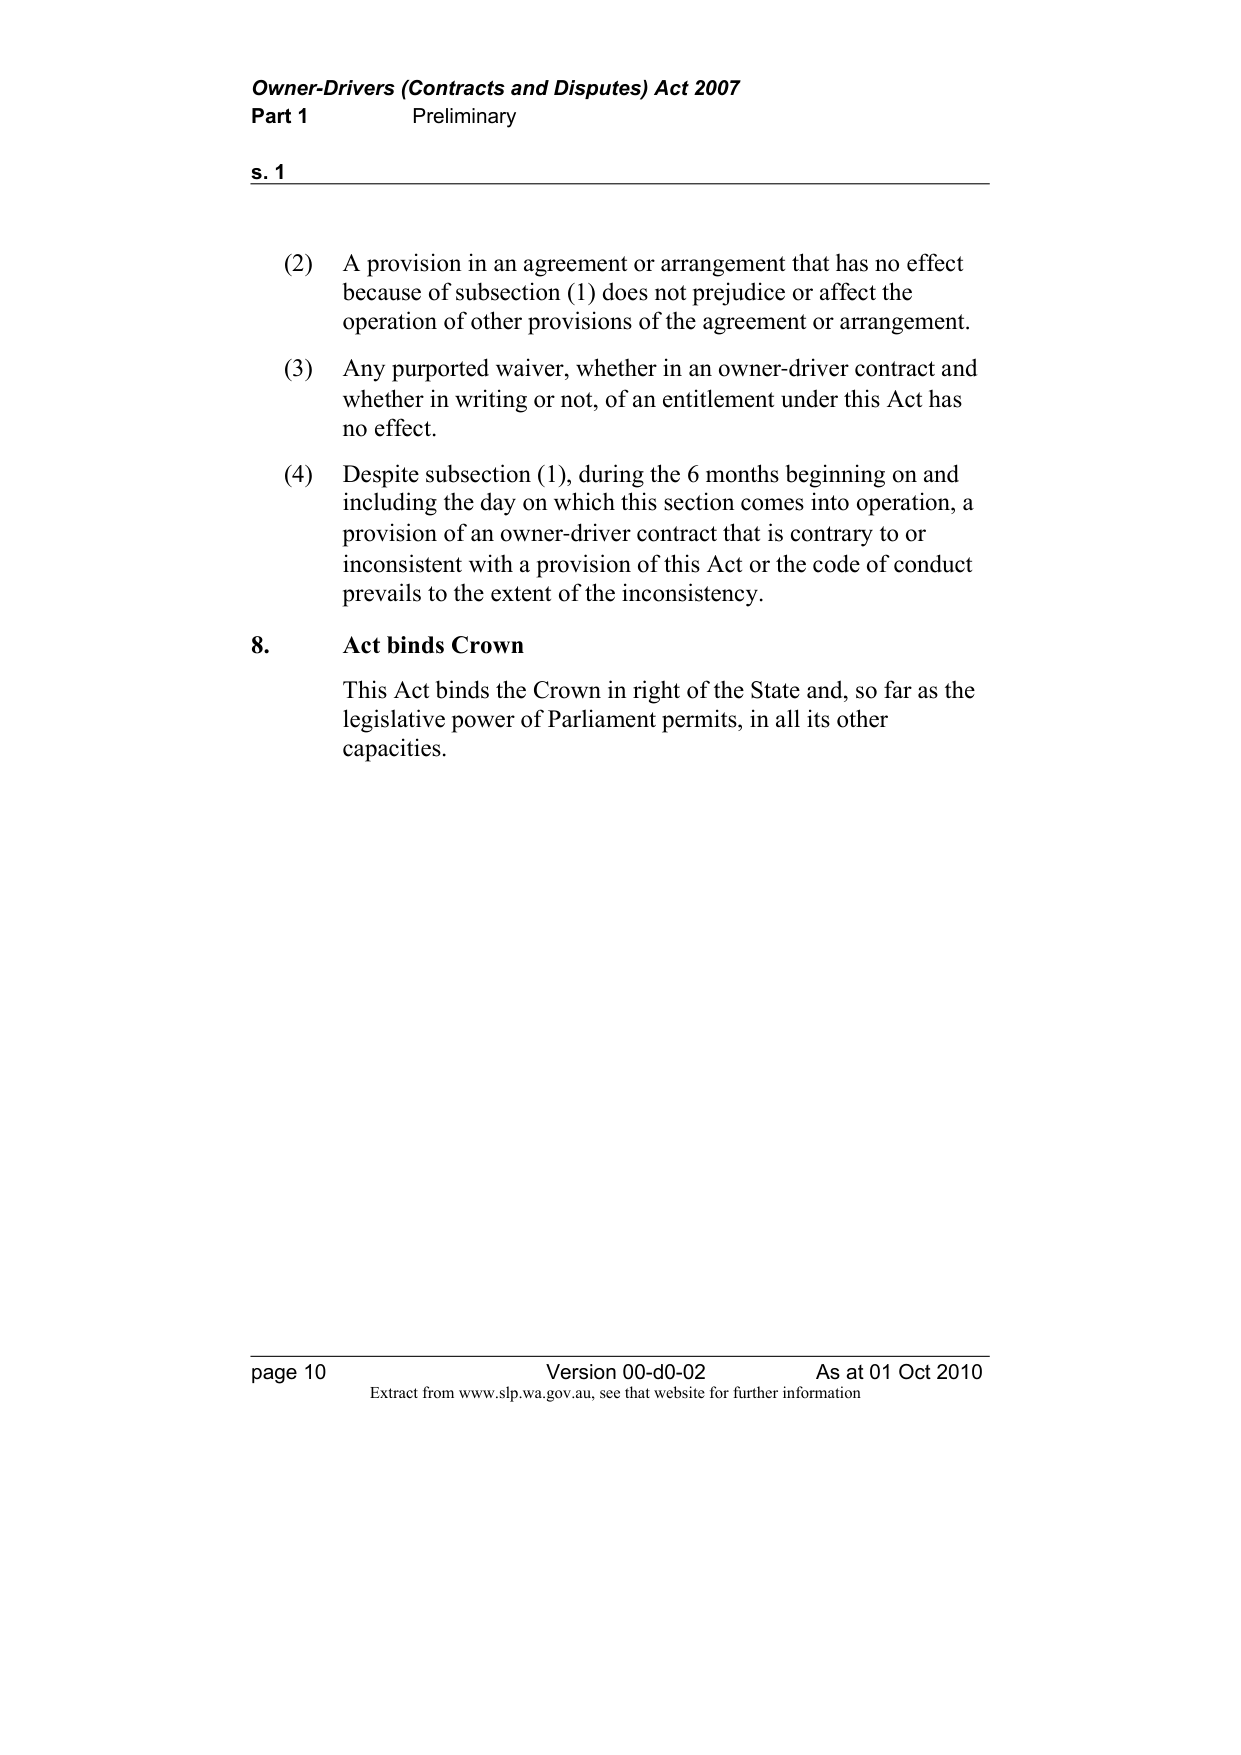 Owner-Drivers (Contracts and Disputes) Act 2007
Part 1 Preliminary
s. 1
(2) A provision in an agreement or arrangement that has no effect
because of subsection (1) does not prejudice or affect the
operation of other provisions of the agreement or arrangement.
(3) Any purported waiver, whether in an owner-driver contract and
whether in writing or not, of an entitlement under this Act has
no effect.
(4) Despite subsection (1), during the 6 months beginning on and
including the day on which this section comes into operation, a
provision of an owner-driver contract that is contrary to or
inconsistent with a provision of this Act or the code of conduct
prevails to the extent of the inconsistency.
8. Act binds Crown
This Act binds the Crown in right of the State and, so far as the
legislative power of Parliament permits, in all its other
capacities.
page 10 Version 00-d0-02 As at 01 Oct 2010
Extract from www.slp.wa.gov.au, see that website for further information